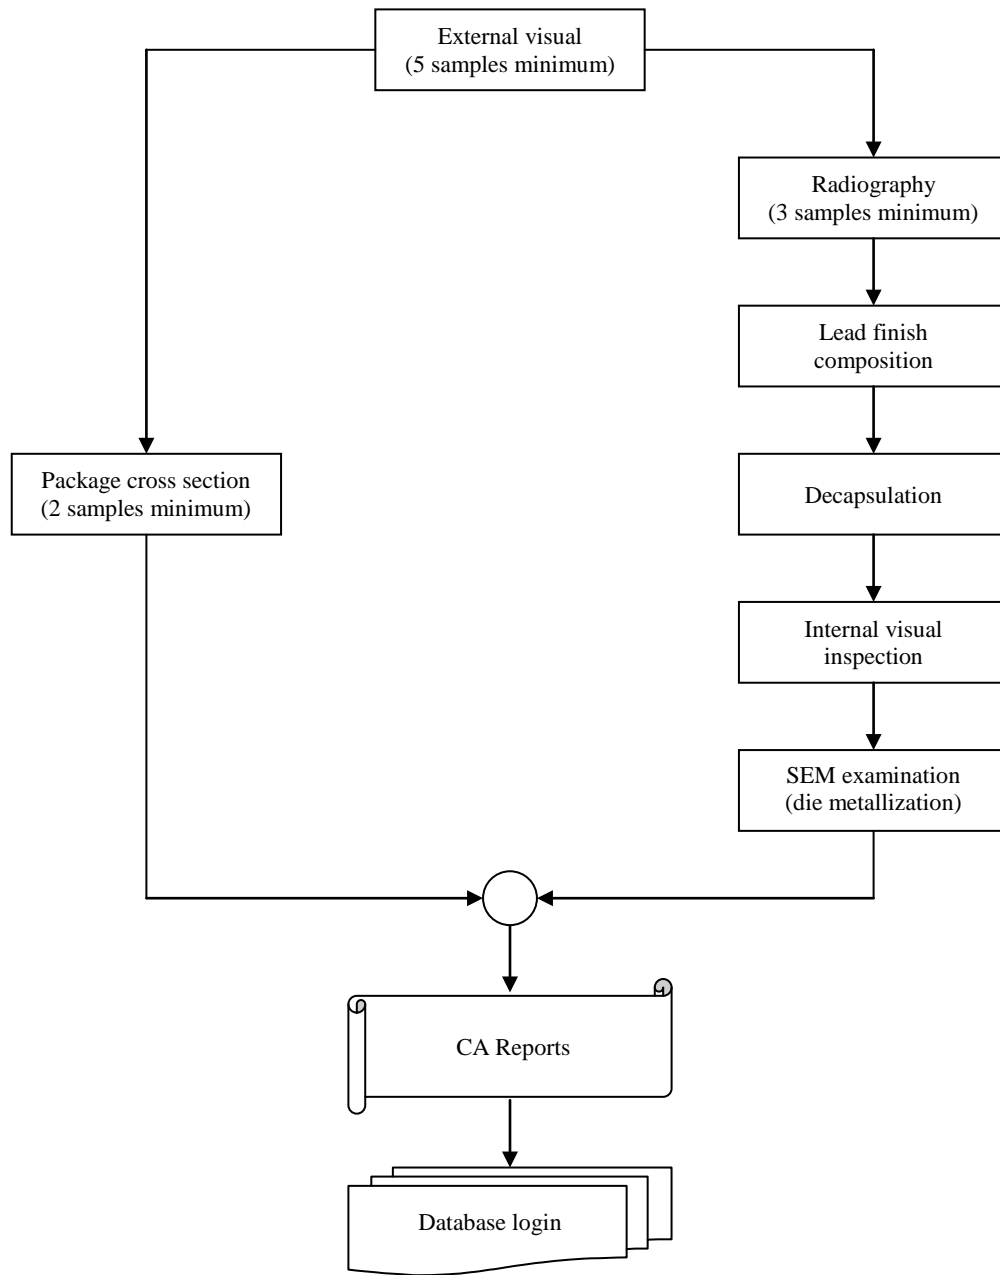 External visual
(5 samples minimum)
Radiography
(3 samples minimum)
Lead finish
composition
Package cross section
(2 samples minimum)
Decapsulation
Internal visual
inspection
SEM examination
(die metallization)
CA Reports
Database login